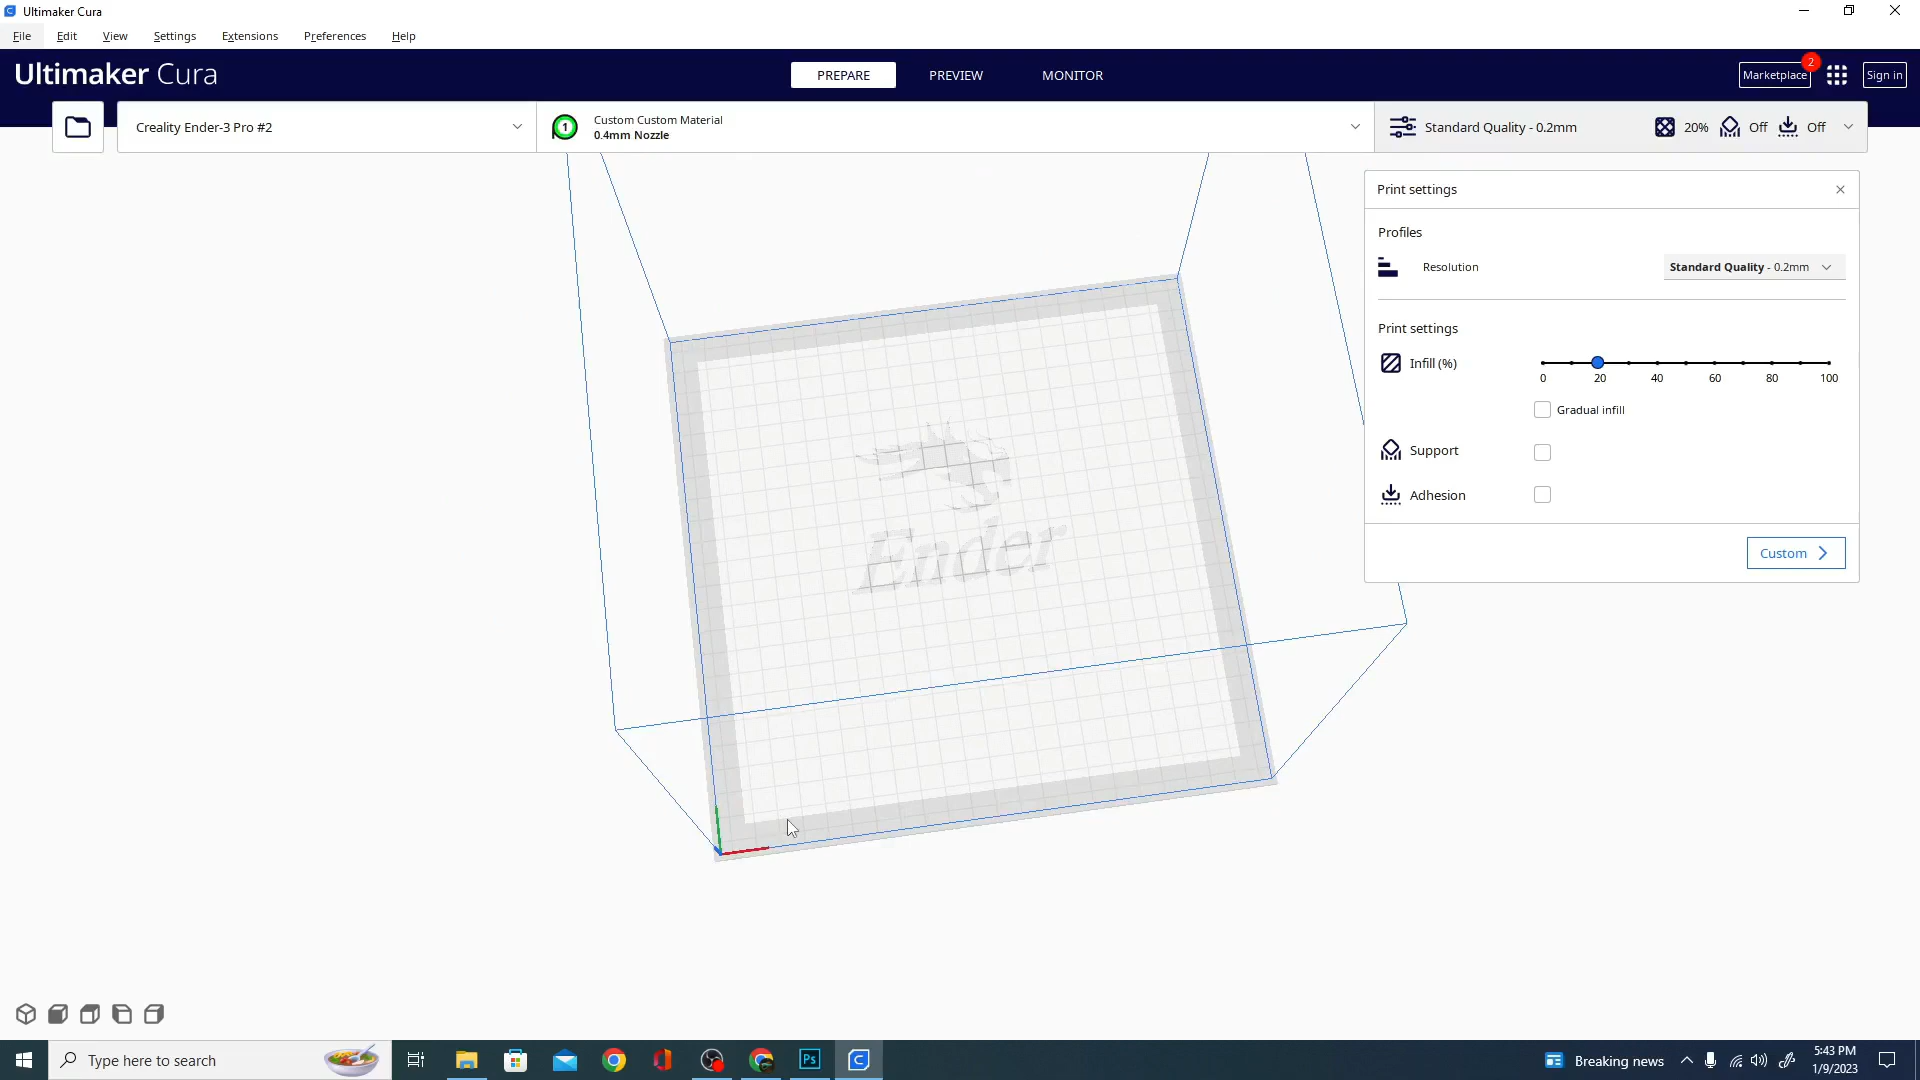 Ultimaker Cura
File Edit View Settings Extensions Preferences Help
Ultimaker Cura
PREPARE PREVIEW MONITOR
Marketplace 2 Sign in
Creality Ender-3 Pro #2
1 Custom Custom Material
0.4mm Nozzle
Standard Quality - 0.2mm 20% Off Off
Print settings
Profiles
Resolution Standard Quality - 0.2mm
Print settings
Infill (%)
0 20 40 60 80 100
Gradual infill
Support
Adhesion
Custom
Ender
Type here to search
Ps
C
Breaking news
5:43 PM
1/9/2023